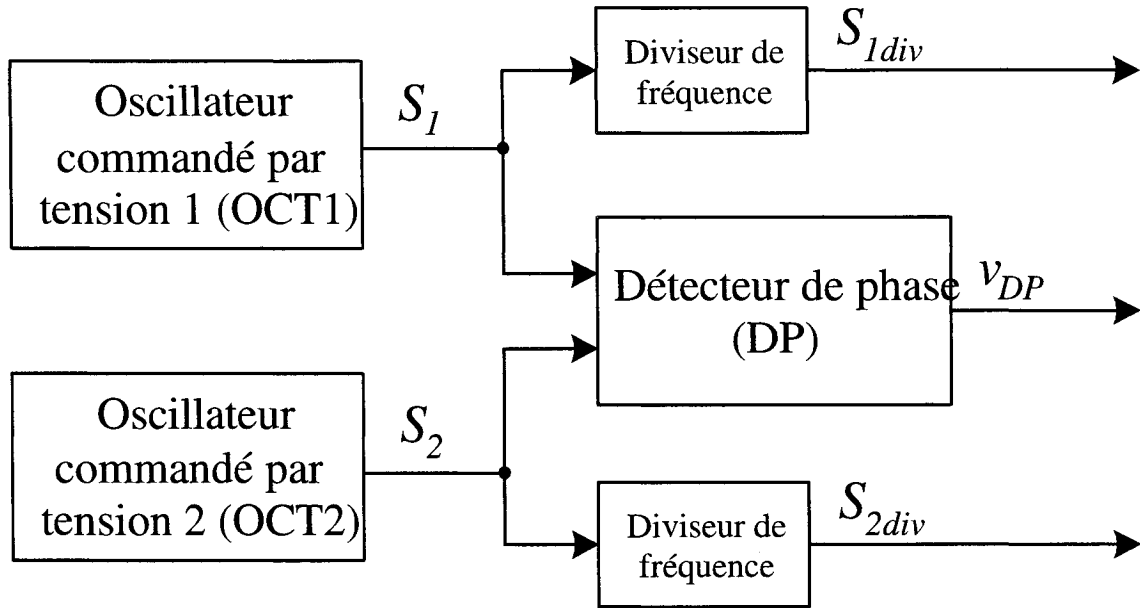 Oscillateur
commandé par
tension 1 (OCT1)
S1
Diviseur de
fréquence
S1div
Détecteur de phase
(DP)
vDP
Oscillateur
commandé par
tension 2 (OCT2)
S2
Diviseur de
fréquence
S2div